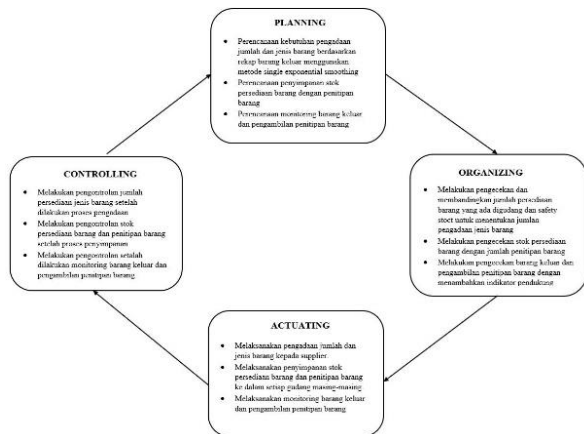 PLANNING
• Perencanaan kebutuhan pengadaan
jumlah dan jenis barang berdasarkan
rekap barang keluar menggunakan
metode single exponential smoothing
• Perencanaan penyimpanan stok
persediaan barang dengan penitipan
barang
• Perencanaan monitoring barang keluar
dan pengambilan penitipan barang
ORGANIZING
• Melakukan pengecekan dan
membandingkan jumlah persediaan
barang yang ada digudang dan safety
stoct untuk menentukan jumlan
pengadaan jenis barang
• Melakukan pengecekan stok persediaan
barang dengan jumlah penitipan barang
• Melakukan pengecekan barang keluar dan
pengambilan penitipan barang dengan
menambahkan indikator pendukung
ACTUATING
• Melaksanakan pengadaan jumlah dan
jenis barang kepada supplier
• Melaksanakan penyimpanan stok
persediaan barang dan penitipan barang
ke dalam setiap gudang masing-masing
• Melaksanakan monitoring barang keluar
dan pengambilan penitipan barang
CONTROLLING
• Melakukan pengontrolan jumlah
persediaan jenis barang setelah
dilakukan proses pengadaan
• Melakukan pengontrolan stok
persediaan barang dan penitipan barang
setelah proses penyimpanan
• Melakukan pengontrolan setalah
dilakukan monitoring barang keluar dan
pengambilan penitipan barang